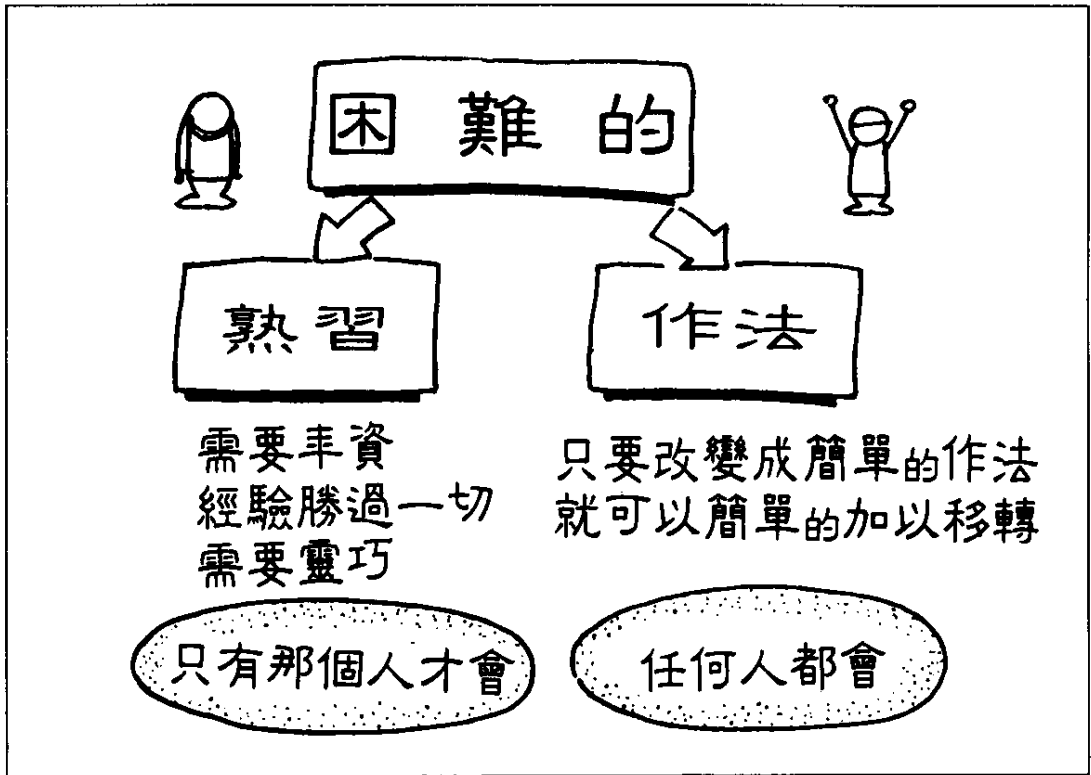 困難的
熟習
需要年資
經驗勝過一切
需要靈巧
只有那個人才會
作法
只要改變成簡單的作法
就可以簡單的加以移轉
任何人都會